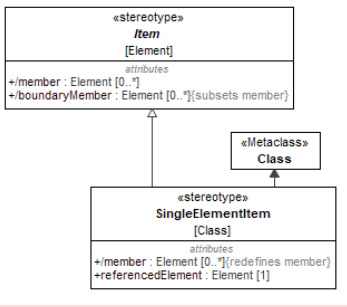 «stereotype»
Item
[Element]
attributes
+/member : Element [0..*]
+/boundaryMember : Element [0..*]{subsets member}
«Metaclass»
Class
«stereotype»
SingleElementItem
[Class]
attributes
+/member : Element [0..*]{redefines member}
+referencedElement : Element [1]